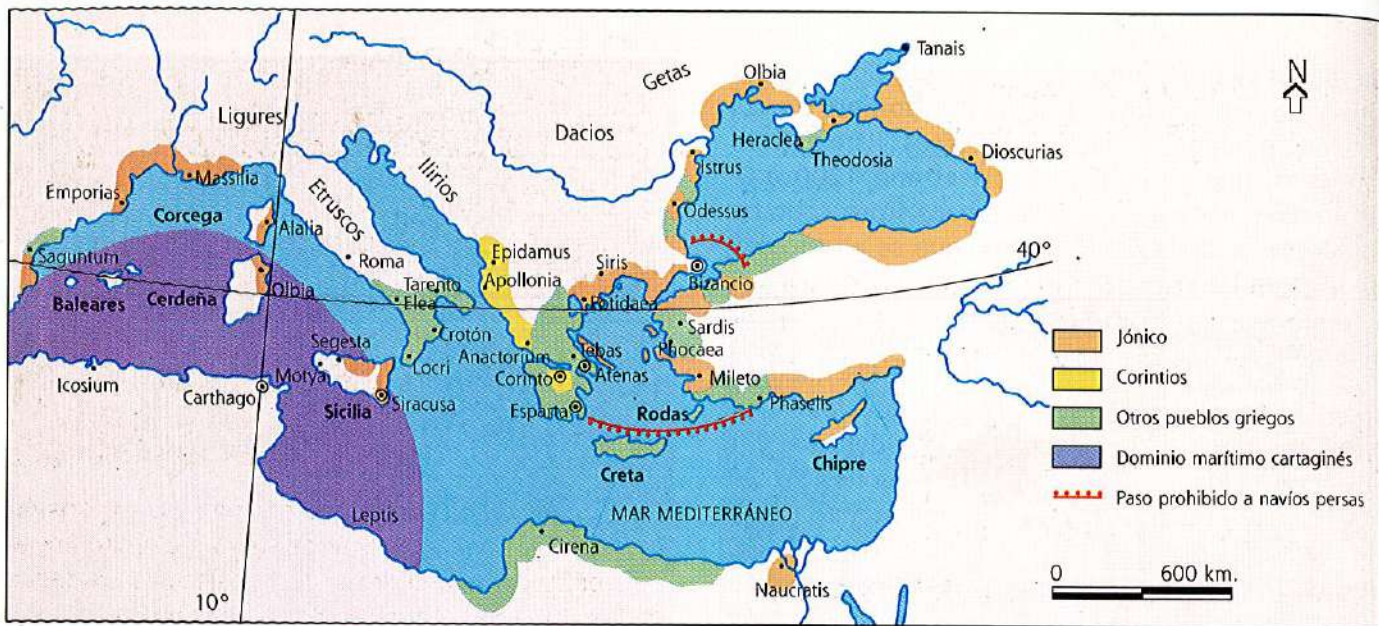 Tanais
N
Getas
Olbia
Ligures
Dacios
Heraclea
Theodosia
Dioscurias
Istrus
Massilia
Ilirios
Emporias
Etruscos
Corcega
Odessus
Alalia
Saguntum
Epidamus
Roma
Siris
40°
Apollonia
Bizancio
Tarento
Olbia
Baleares
Cerdeña
Elea
Potidaea
Sardis
Crotón
Jónico
Segesta
Anactorium
Tebas
Phocaea
Locri
Motya
Corinto
Atenas
Mileto
Corintios
Icosium
Carthago
Sicilia
Siracusa
Esparta
Rodas
Phaselis
Otros pueblos griegos
Creta
Chipre
Dominio marítimo cartaginés
Paso prohibido a navíos persas
Leptis
MAR MEDITERRÁNEO
Cirena
0 600 km.
Naucratis
10°